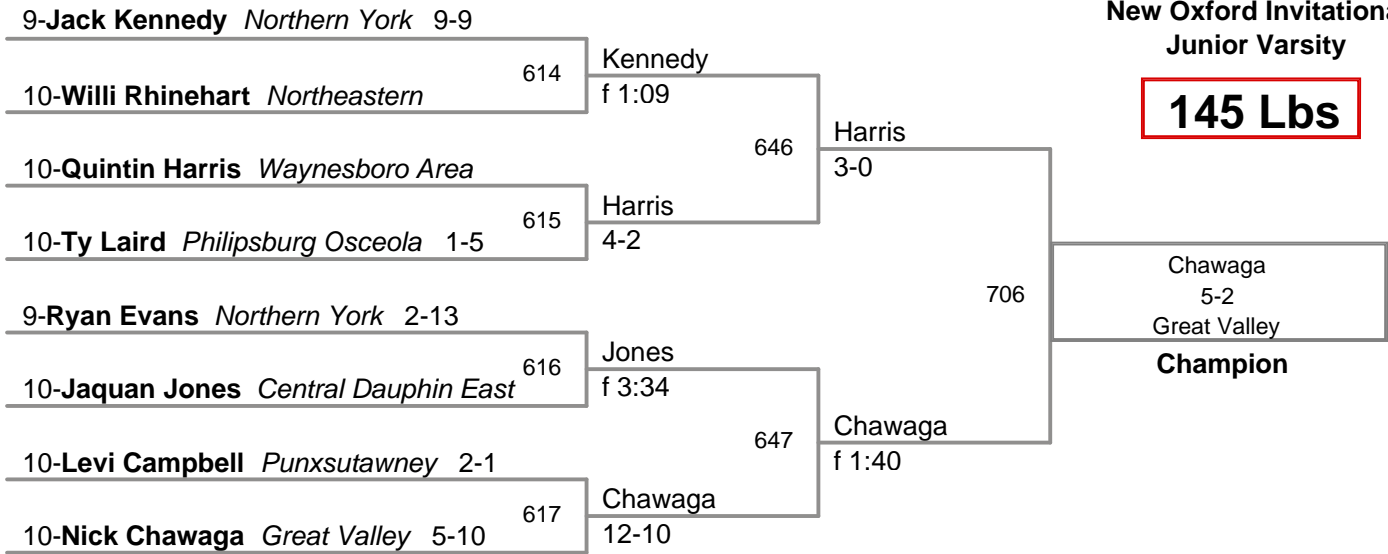 9-Jack Kennedy Northern York 9-9
10-Willi Rhinehart Northeastern
10-Quintin Harris Waynesboro Area
10-Ty Laird Philipsburg Osceola 1-5
9-Ryan Evans Northern York 2-13
10-Jaquan Jones Central Dauphin East
10-Levi Campbell Punxsutawney 2-1
10-Nick Chawaga Great Valley 5-10
614
615
616
617
Kennedy
f 1:09
Harris
4-2
Jones
f 3:34
Chawaga
12-10
646
647
Harris
3-0
Chawaga
f 1:40
706
Chawaga
5-2
Great Valley
Champion
New Oxford Invitationa
Junior Varsity
145 Lbs